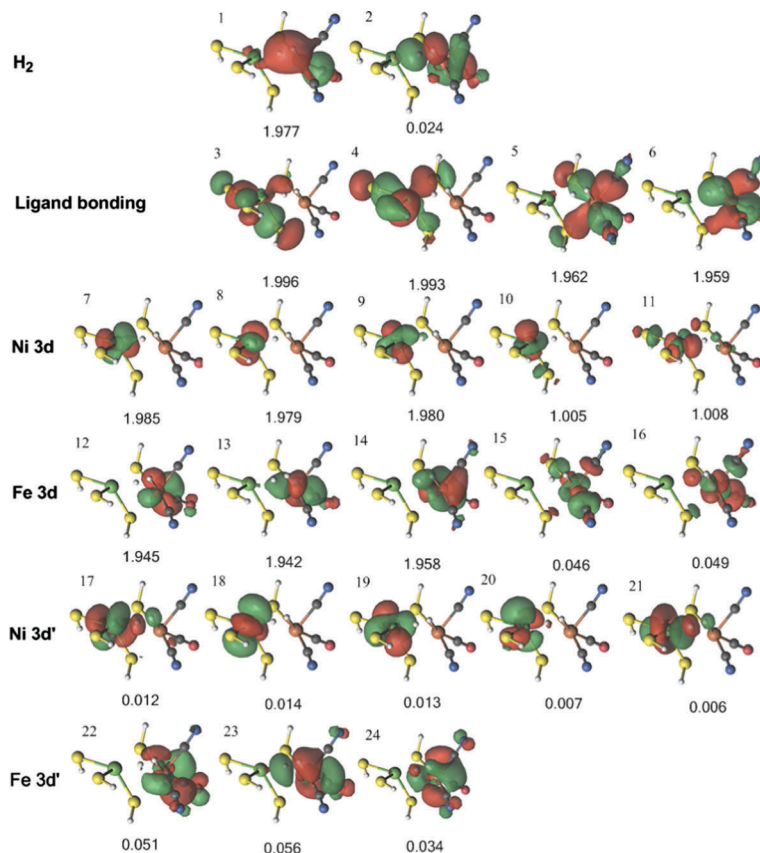 1 2
H₂
1.977 0.024
3 4 5 6
Ligand bonding
1.996 1.993 1.962 1.959
7 8 9 10 11
Ni 3d
1.985 1.979 1.980 1.005 1.008
12 13 14 15 16
Fe 3d
1.945 1.942 1.958 0.046 0.049
17 18 19 20 21
Ni 3d'
0.012 0.014 0.013 0.007 0.006
22 23 24
Fe 3d'
0.051 0.056 0.034